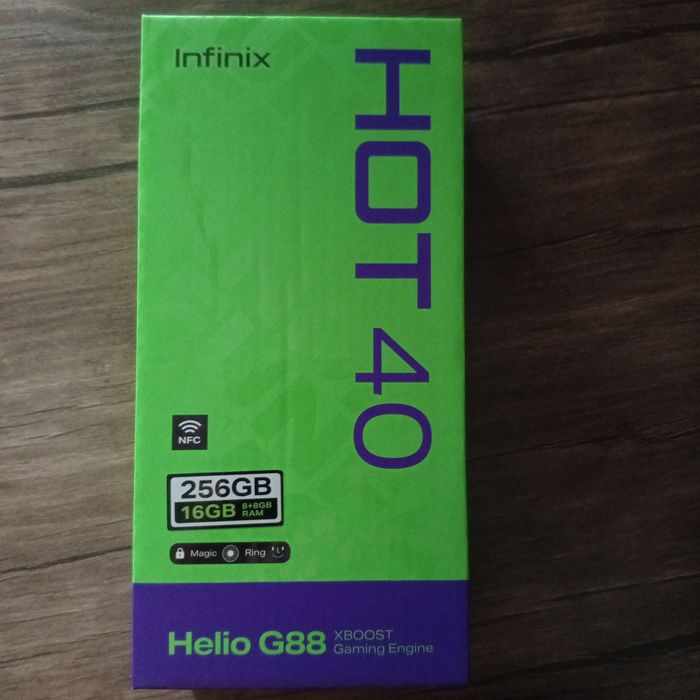 Infinix
HOT 40
NFC
256GB
16GB 8+8GB RAM
Magic Ring
Helio G88 XBOOST
Gaming Engine